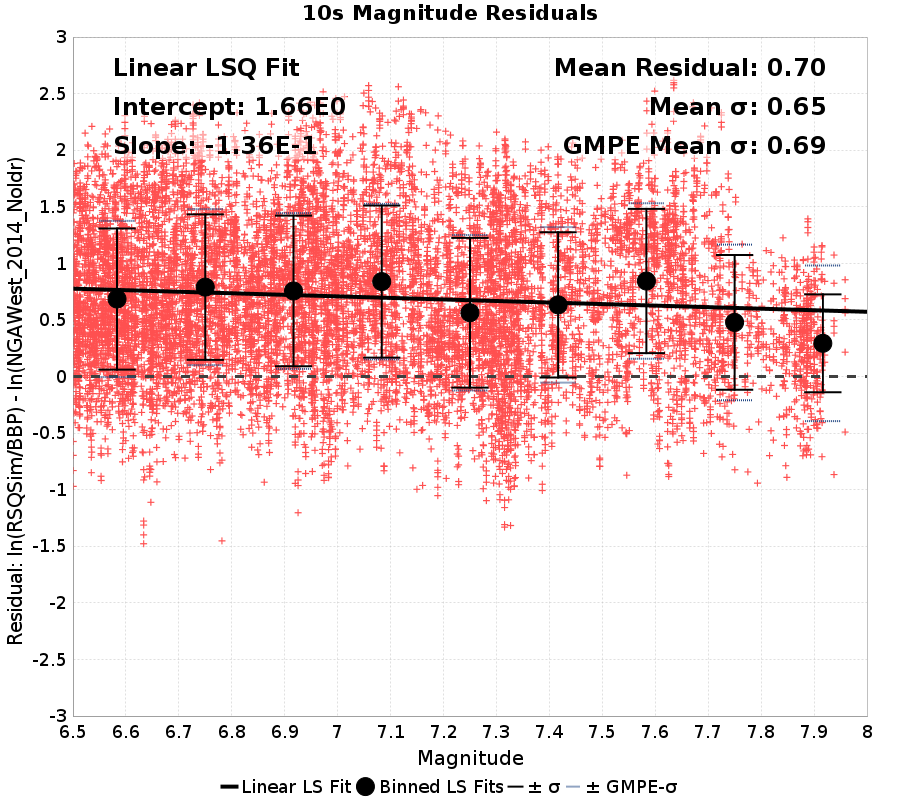 10s Magnitude Residuals
Linear LSQ Fit
Intercept: 1.66E0
Slope: -1.36E-1
Mean Residual: 0.70
Mean σ: 0.65
GMPE Mean σ: 0.69
Residual: ln(RSQSim/BBP) - ln(NGAWest_2014_NoIdr)
3
2.5
2
1.5
1
0.5
0
-0.5
-1
-1.5
-2
-2.5
-3
6.5 6.6 6.7 6.8 6.9 7 7.1 7.2 7.3 7.4 7.5 7.6 7.7 7.8 7.9 8
Magnitude
Linear LS Fit Binned LS Fits ± σ ± GMPE-σ